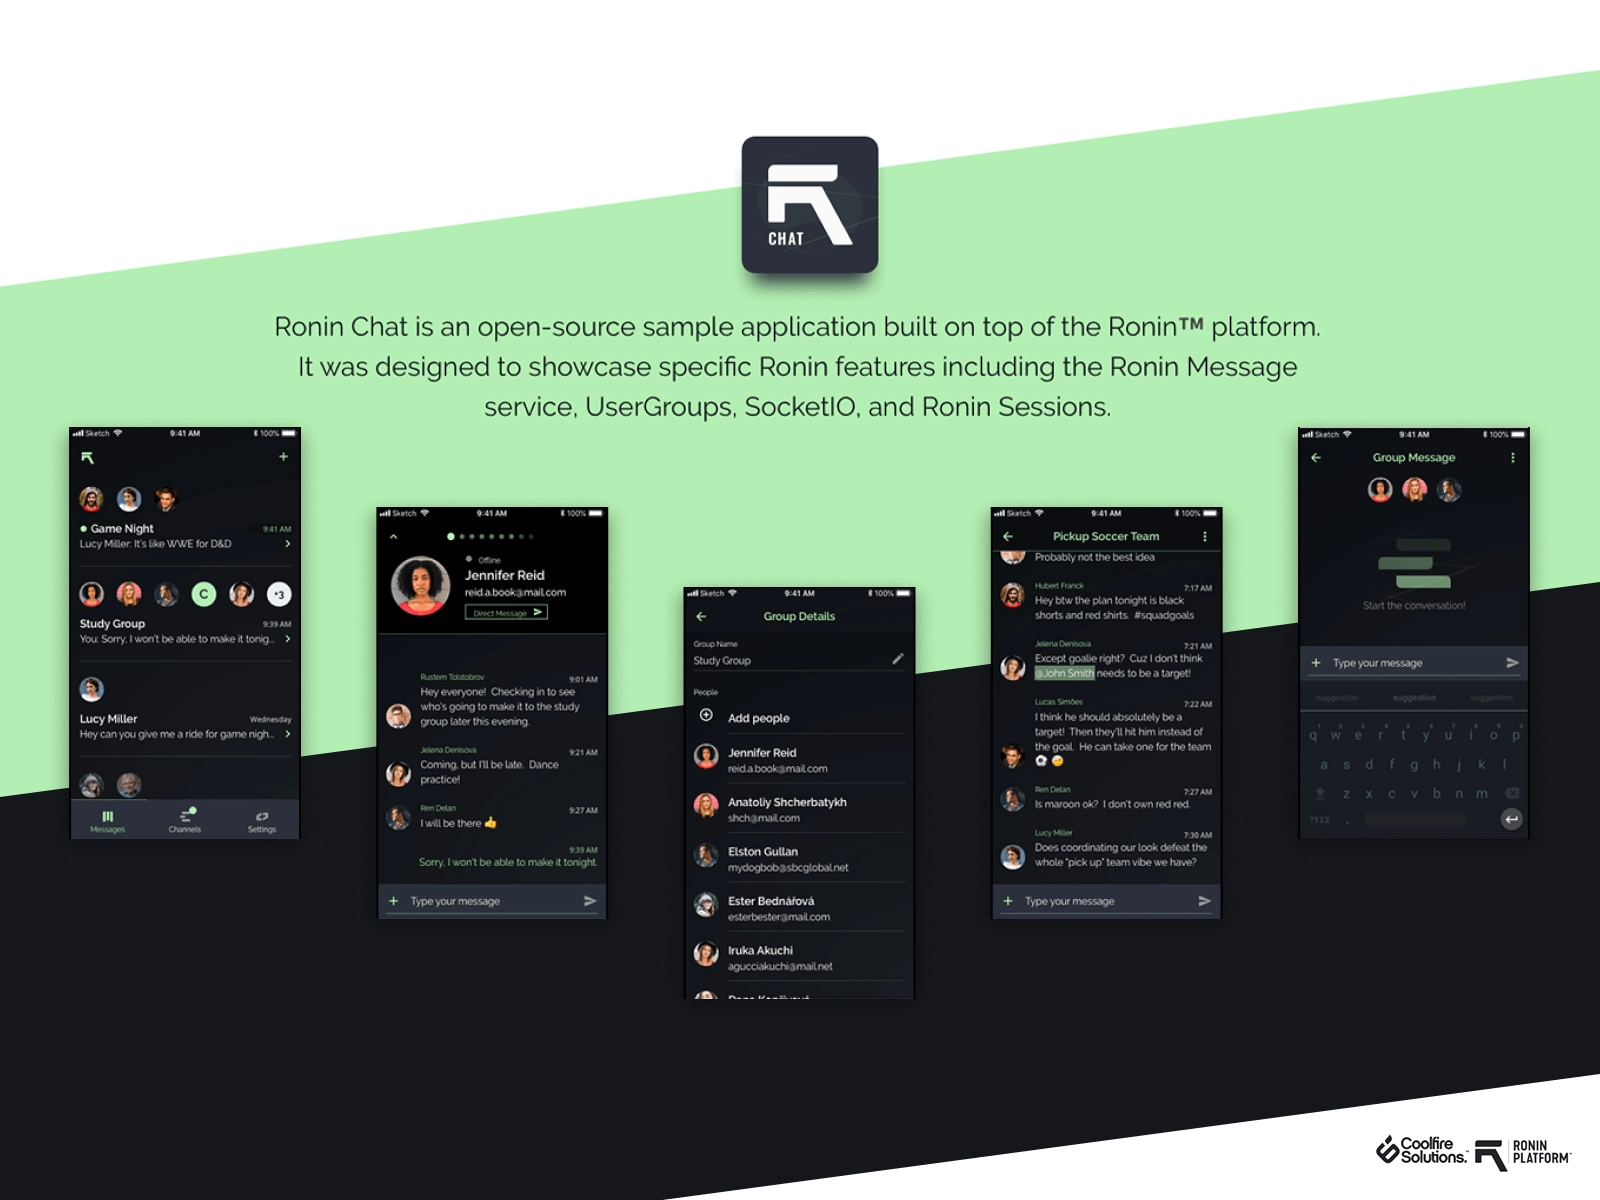 CHAT
Ronin Chat is an open-source sample application built on top of the Ronin™ platform.
It was designed to showcase specific Ronin features including the Ronin Message
service, UserGroups, SocketIO, and Ronin Sessions.
Sketch 9:41 AM 100%
+
Game Night 9:41 AM
Lucy Miller: It's like WWE for D&D
C +3
Study Group 9:39 AM
You: Sorry, I won't be able to make it tonig...
Lucy Miller Wednesday
Hey can you give me a ride for game nigh...
Messages Channels Settings
Sketch 9:41 AM 100%
Offline
Jennifer Reid
reid.a.book@mail.com
Direct Message
Rustem Tolstobrov 9:01 AM
Hey everyone! Checking in to see
who's going to make it to the study
group later this evening.
Jelena Denisova 9:21 AM
Coming, but I'll be late. Dance
practice!
Ren Delan 9:27 AM
I will be there 👍
9:39 AM
Sorry, I won't be able to make it tonight.
+ Type your message
Sketch 9:41 AM 100%
Group Details
Group Name
Study Group
People
Add people
Jennifer Reid
reid.a.book@mail.com
Anatoliy Shcherbatykh
shch@mail.com
Elston Gullan
mydogbob@sbcglobal.net
Ester Bednářová
esterbester@mail.com
Iruka Akuchi
agucciakuchi@mail.net
Sketch 9:41 AM 100%
Pickup Soccer Team
Probably not the best idea
Hubert Franck 7:17 AM
Hey btw the plan tonight is black
shorts and red shirts. #squadgoals
Jelena Denisova 7:21 AM
Except goalie right? Cuz I don't think
@John Smith needs to be a target!
Lucas Simões 7:22 AM
I think he should absolutely be a
target! Then they'll hit him instead of
the goal. He can take one for the team
Ren Delan 7:27 AM
Is maroon ok? I don't own red red.
Lucy Miller 7:30 AM
Does coordinating our look defeat the
whole "pick up" team vibe we have?
+ Type your message
Sketch 9:41 AM 100%
Group Message
Start the conversation!
+ Type your message
suggestion suggestion suggestion
q w e r t y u i o p
a s d f g h j k l
z x c v b n m
?123 ,
Coolfire
Solutions.
RONIN
PLATFORM